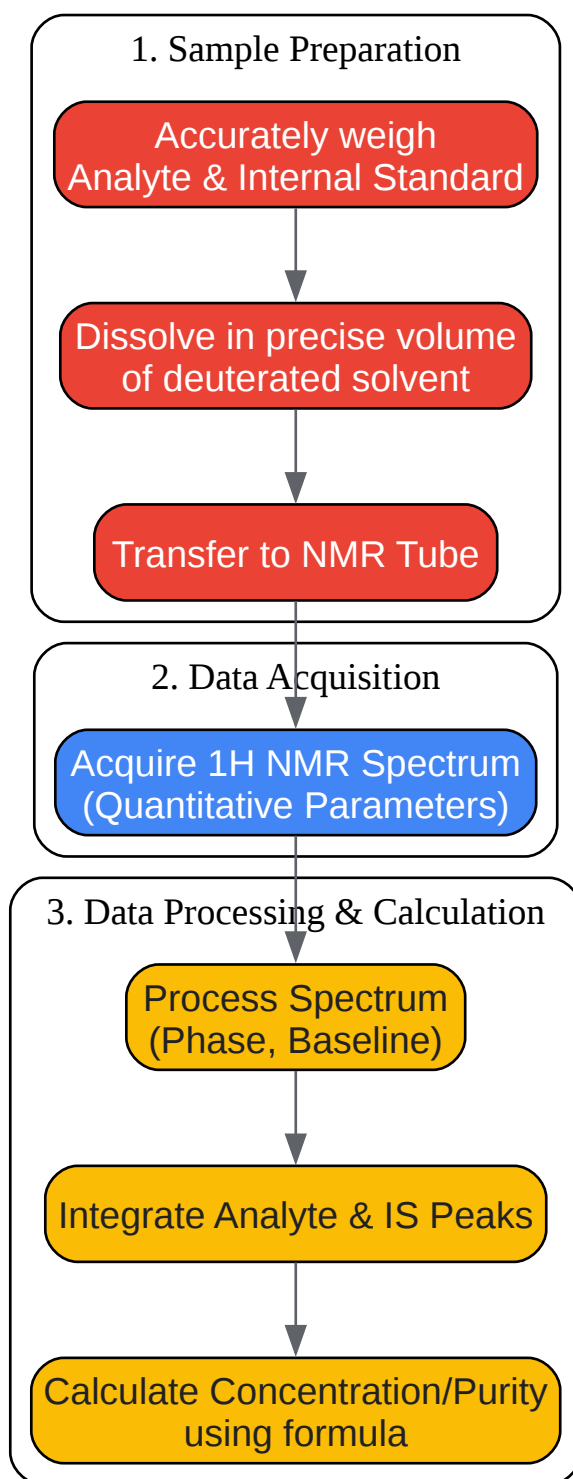 1. Sample Preparation
Accurately weigh
Analyte & Internal Standard
Dissolve in precise volume
of deuterated solvent
Transfer to NMR Tube
2. Data Acquisition
Acquire 1H NMR Spectrum
(Quantitative Parameters)
3. Data Processing & Calculation
Process Spectrum
(Phase, Baseline)
Integrate Analyte & IS Peaks
Calculate Concentration/Purity
using formula